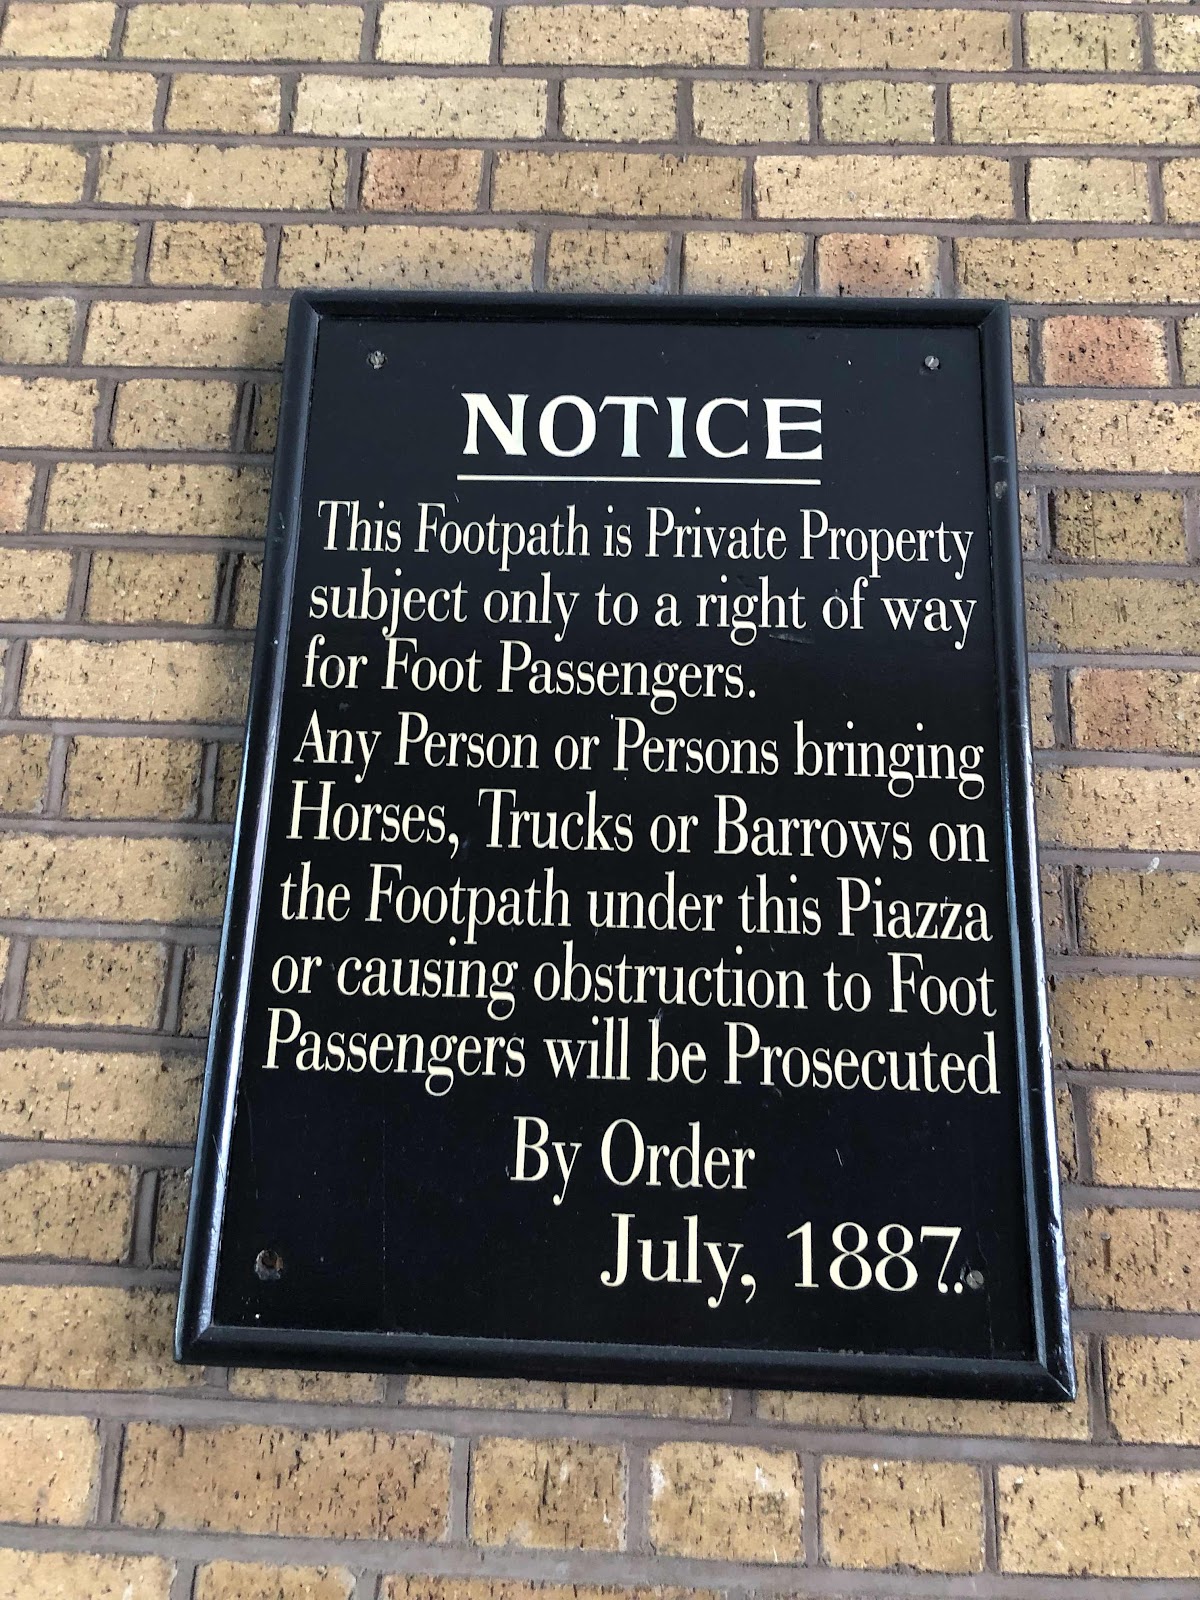 NOTICE
This Footpath is Private Property
subject only to a right of way
for Foot Passengers.
Any Person or Persons bringing
Horses, Trucks or Barrows on
the Footpath under this Piazza
or causing obstruction to Foot
Passengers will be Prosecuted
By Order
July, 1887.